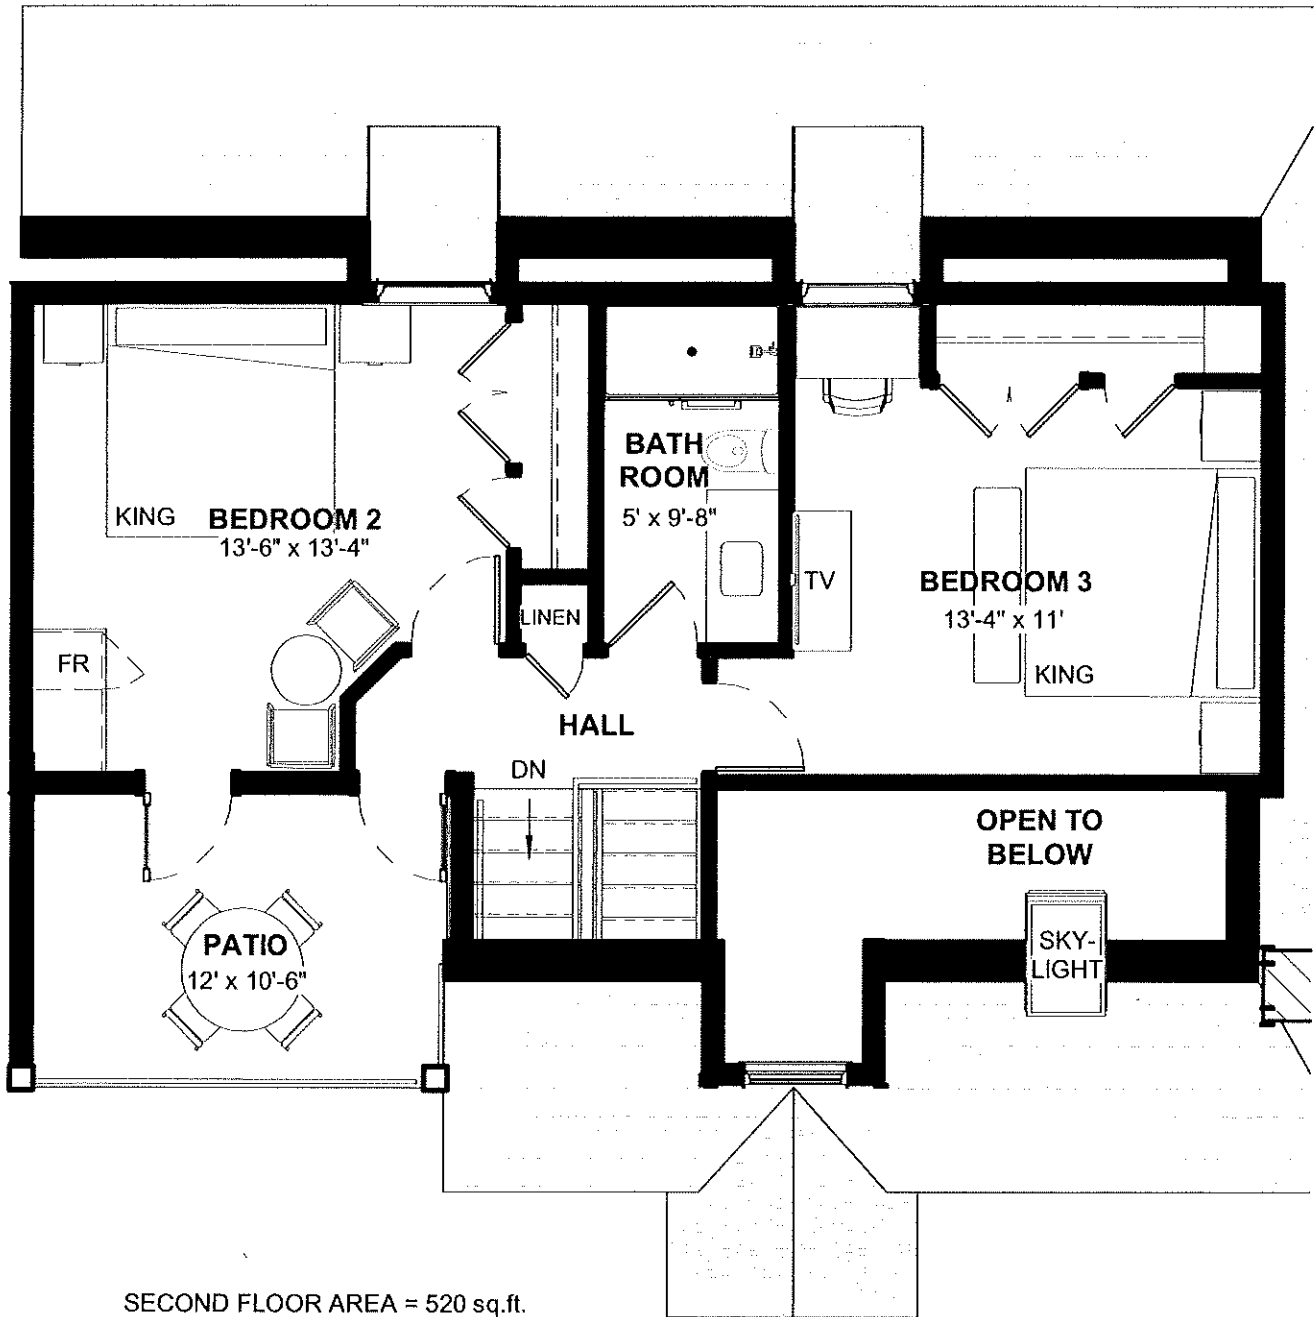 BATH
ROOM
5' x 9'-8"
KING
BEDROOM 2
13'-6" x 13'-4"
TV
BEDROOM 3
13'-4" x 11'
LINEN
FR
KING
HALL
DN
OPEN TO
BELOW
PATIO
12' x 10'-6"
SKY-
LIGHT
SECOND FLOOR AREA = 520 sq.ft.